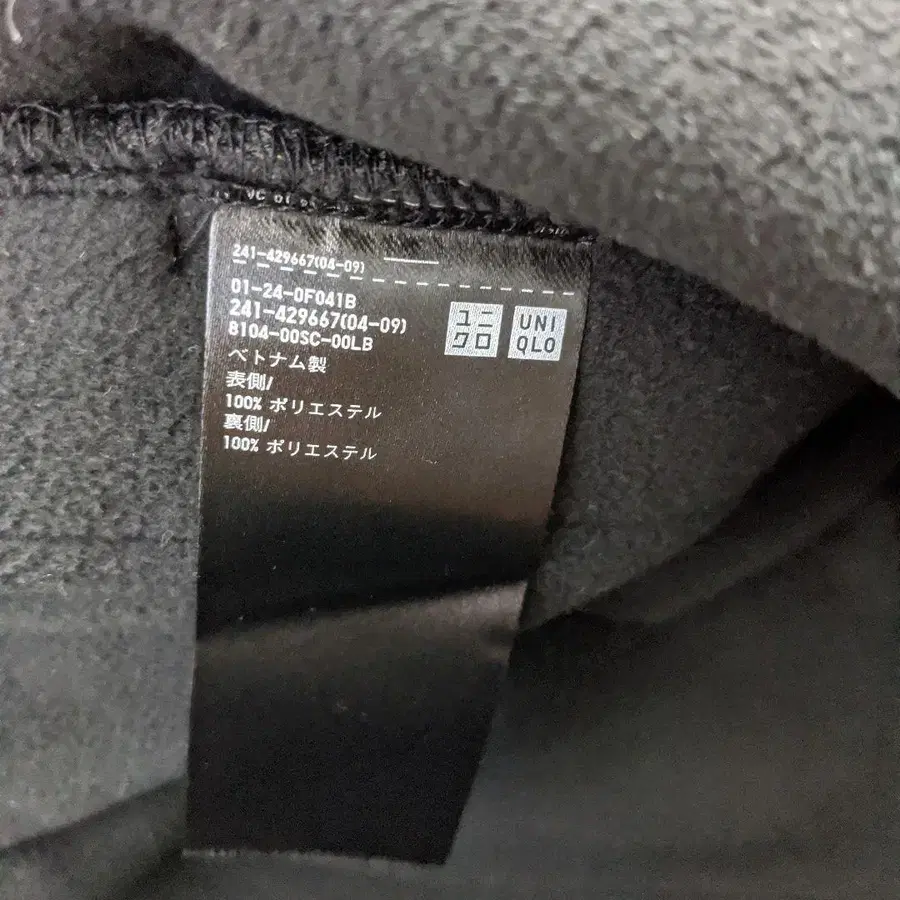 241-429667(04-09)
01-24-0F041B
241-429667(04-09)
8104-00SC-00LB
ベトナム製
表側/
100% ポリエステル
裏側/
100% ポリエステル
ユニ
クロ
UNI
QLO